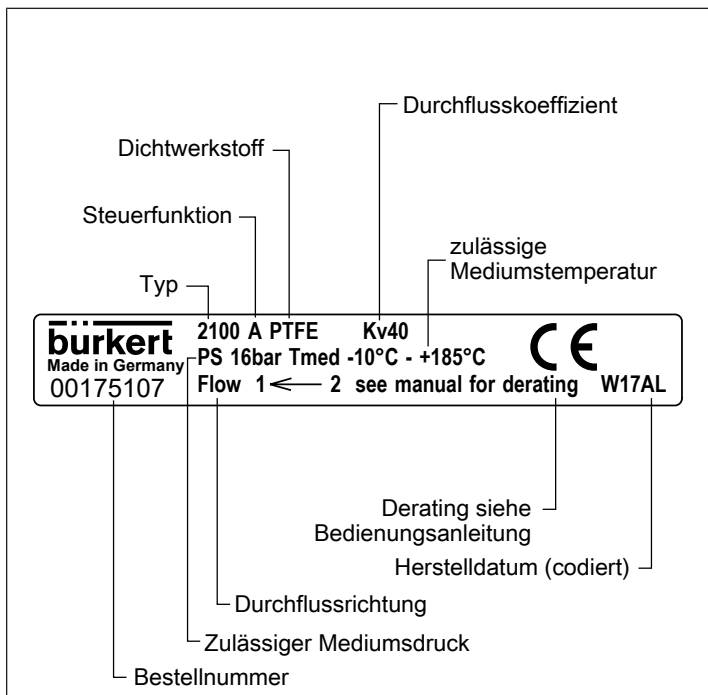 Durchflusskoeffizient
Dichtwerkstoff
Steuerfunktion
zulässige
Mediumstemperatur
Typ
bürkert
Made in Germany
00175107
2100 A PTFE Kv40
PS 16bar Tmed -10°C - +185°C
Flow 1 ← 2 see manual for derating W17AL
CE
Derating siehe
Bedienungsanleitung
Herstelldatum (codiert)
Durchflussrichtung
Zulässiger Mediumsdruck
Bestellnummer